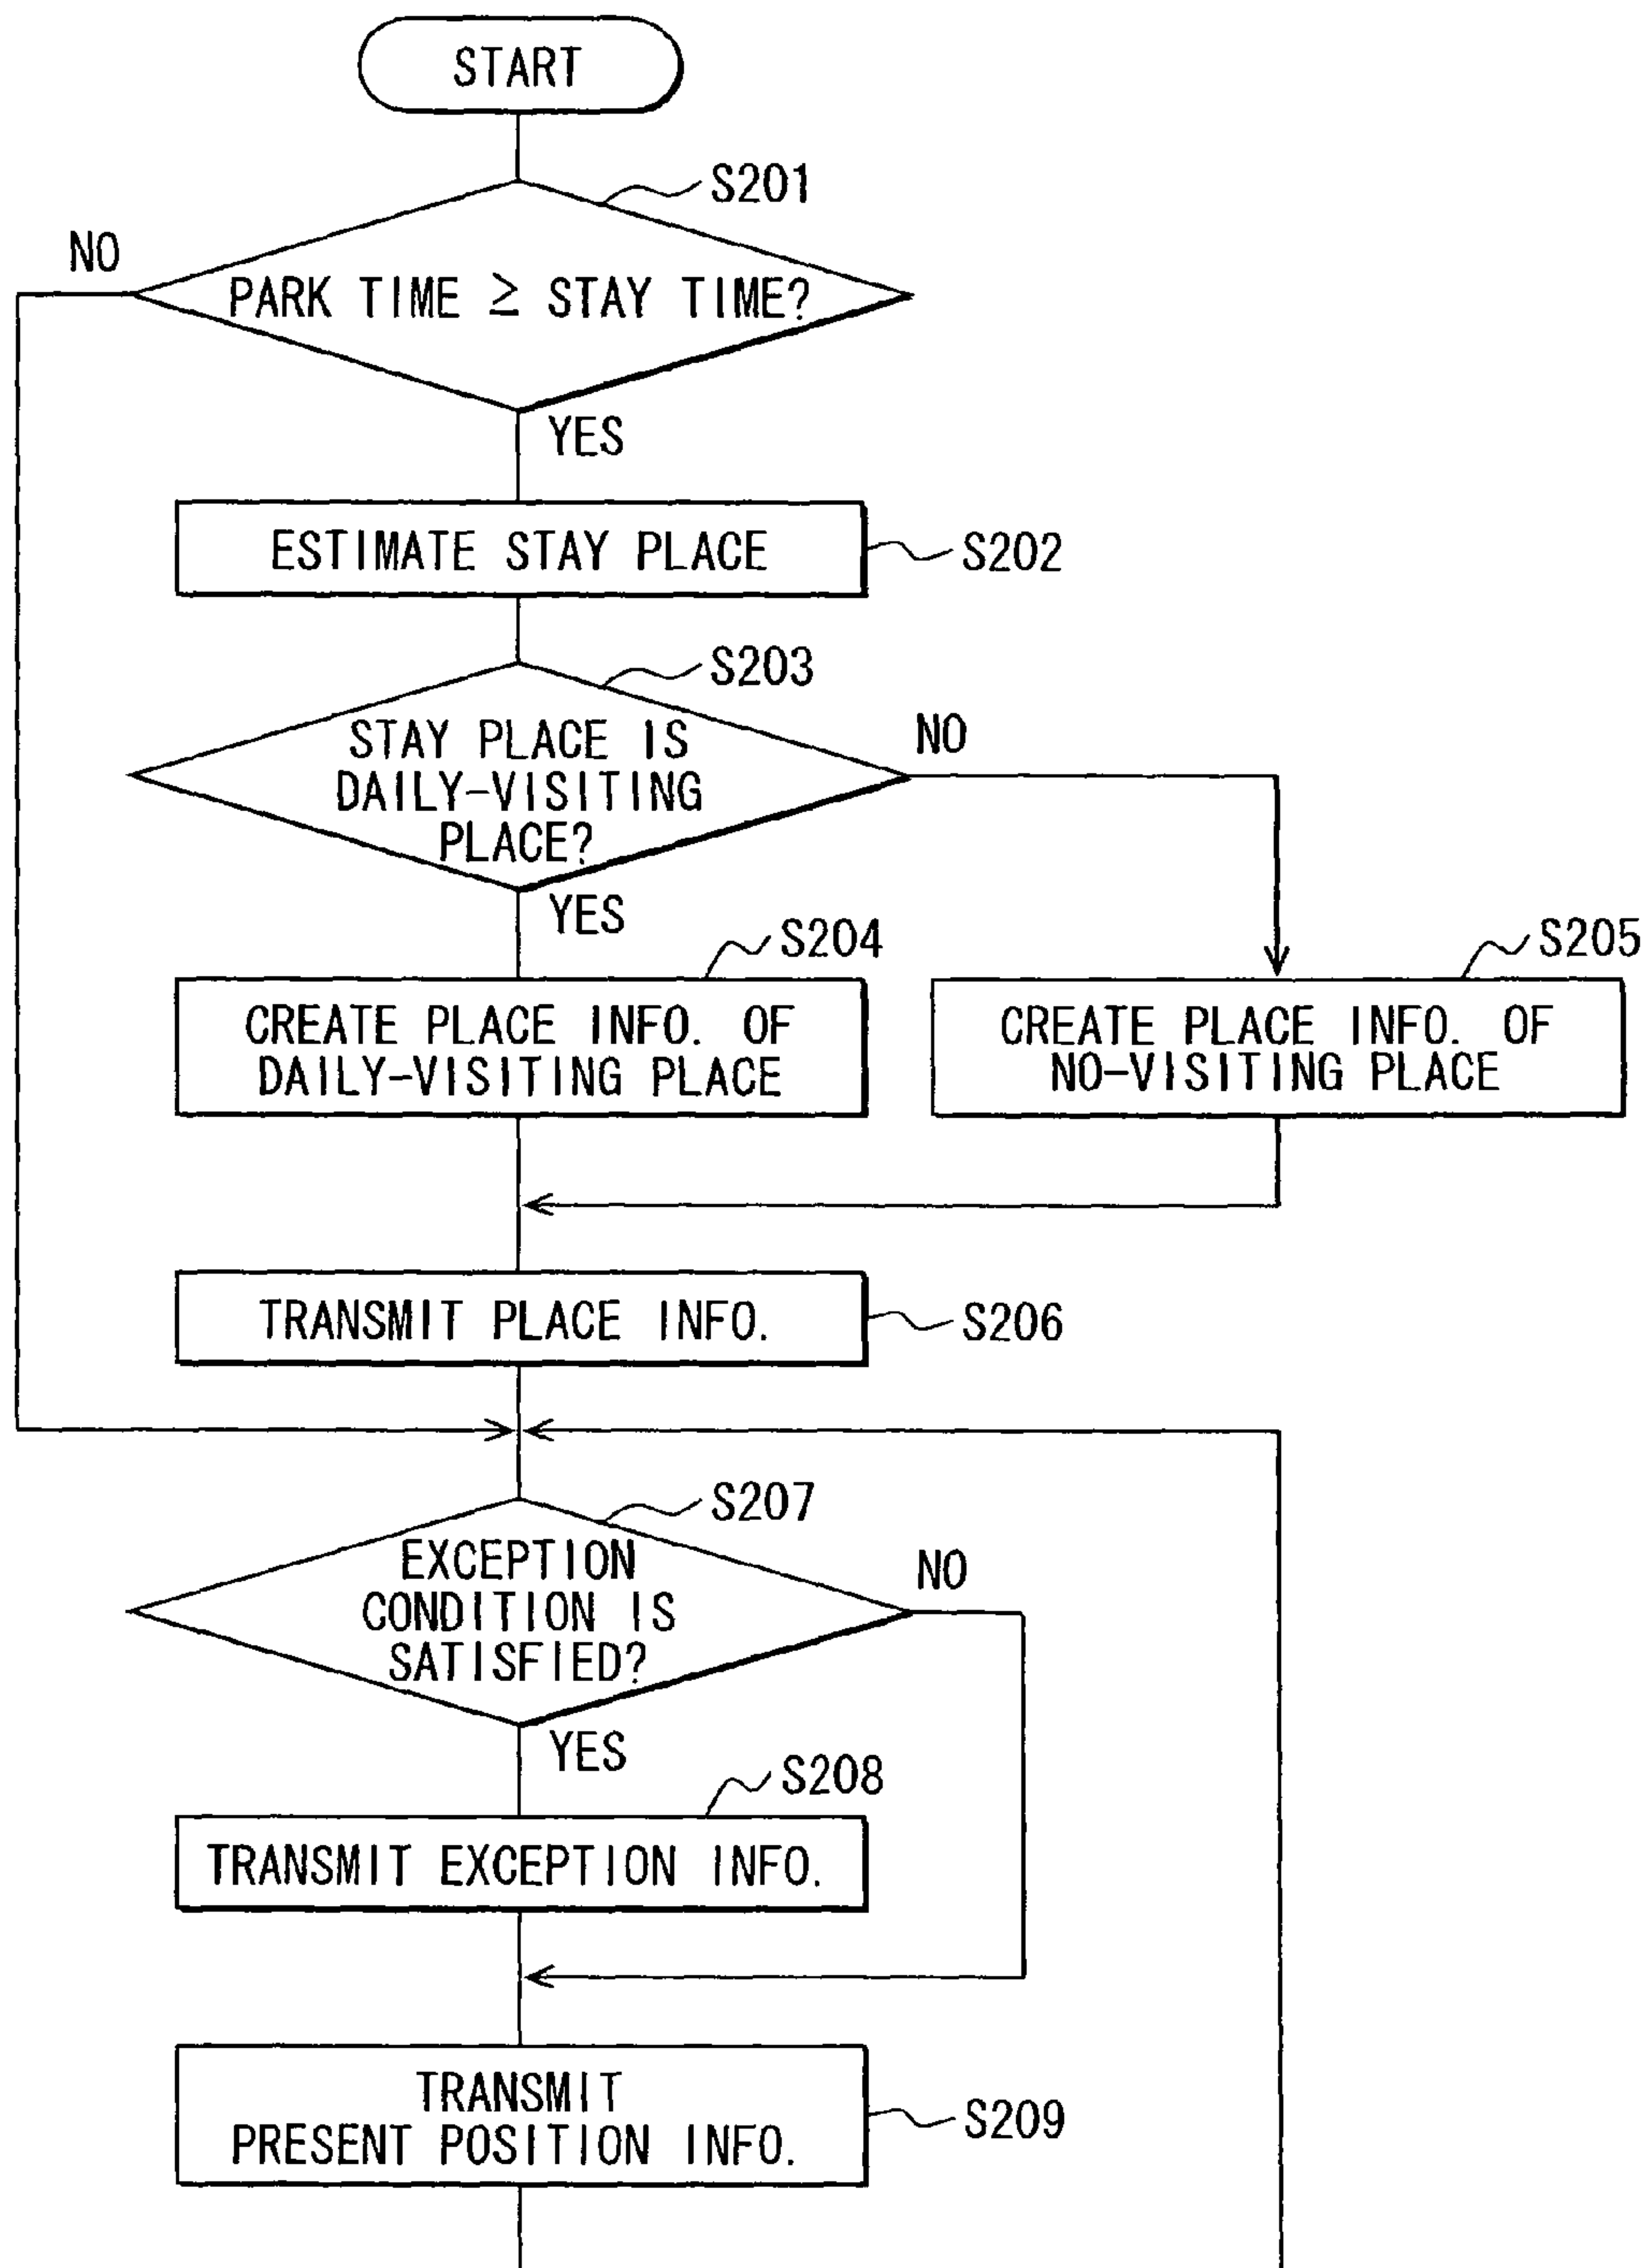 START
S201
NO
PARK TIME ≥ STAY TIME?
YES
ESTIMATE STAY PLACE
S202
S203
STAY PLACE IS
DAILY-VISITING
PLACE?
NO
YES
S204
CREATE PLACE INFO. OF
DAILY-VISITING PLACE
S205
CREATE PLACE INFO. OF
NO-VISITING PLACE
TRANSMIT PLACE INFO.
S206
S207
EXCEPTION
CONDITION IS
SATISFIED?
NO
YES
S208
TRANSMIT EXCEPTION INFO.
TRANSMIT
PRESENT POSITION INFO.
S209